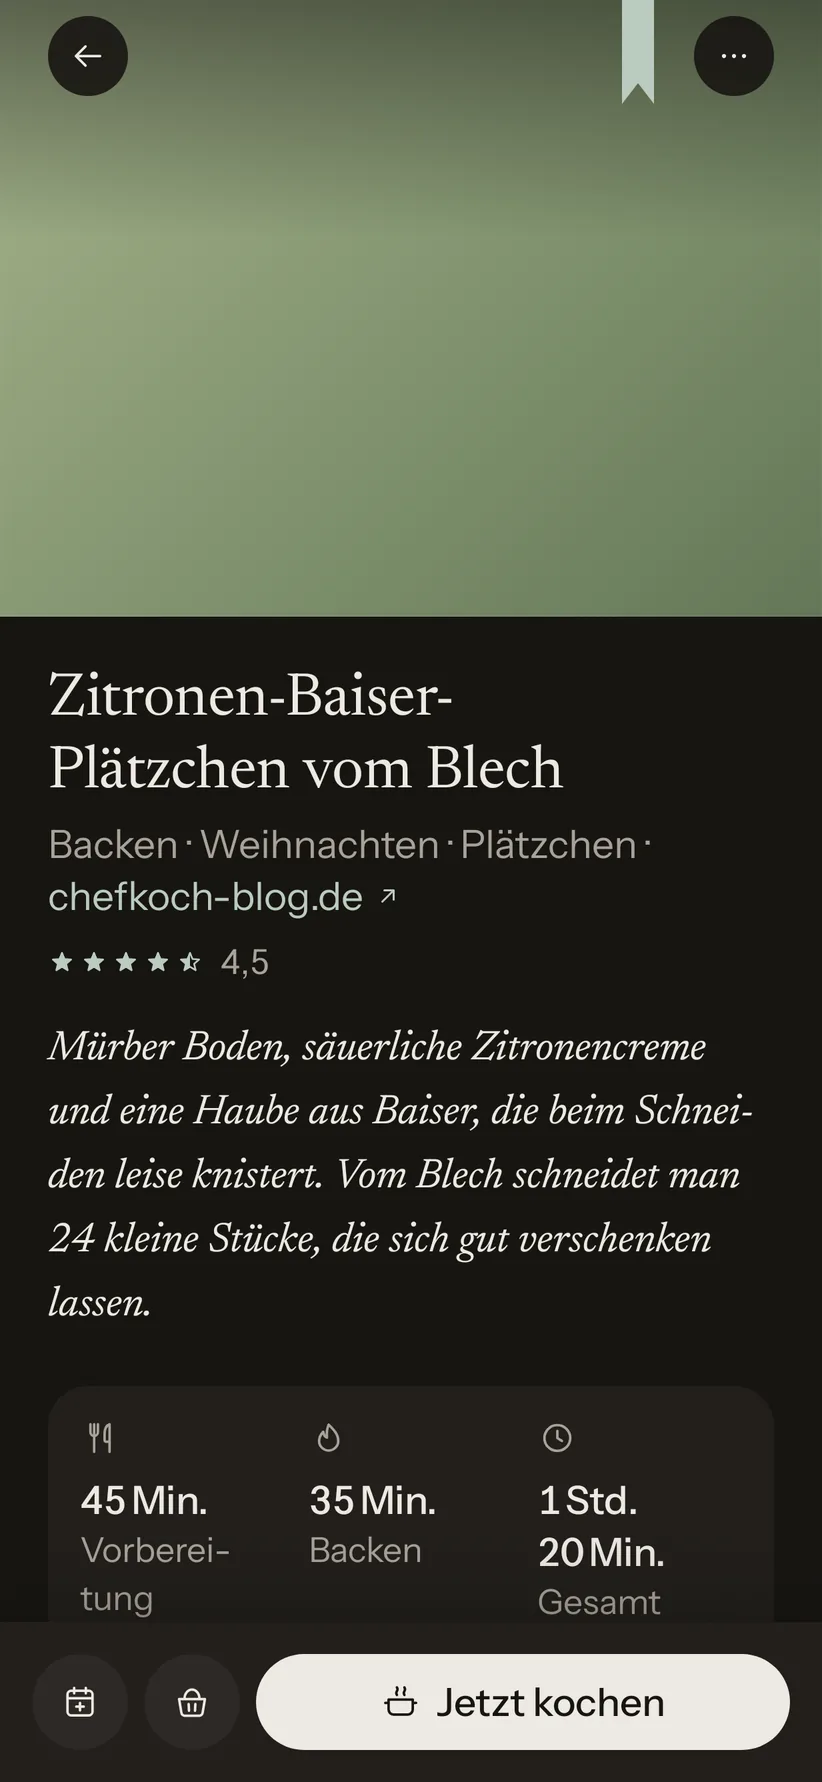 Zitronen-Baiser-
Plätzchen vom Blech
Backen · Weihnachten · Plätzchen ·
chefkoch-blog.de ↗
4,5
Mürber Boden, säuerliche Zitronencreme
und eine Haube aus Baiser, die beim Schnei-
den leise knistert. Vom Blech schneidet man
24 kleine Stücke, die sich gut verschenken
lassen.
45 Min.
Vorberei-
tung
35 Min.
Backen
1 Std.
20 Min.
Gesamt
Jetzt kochen